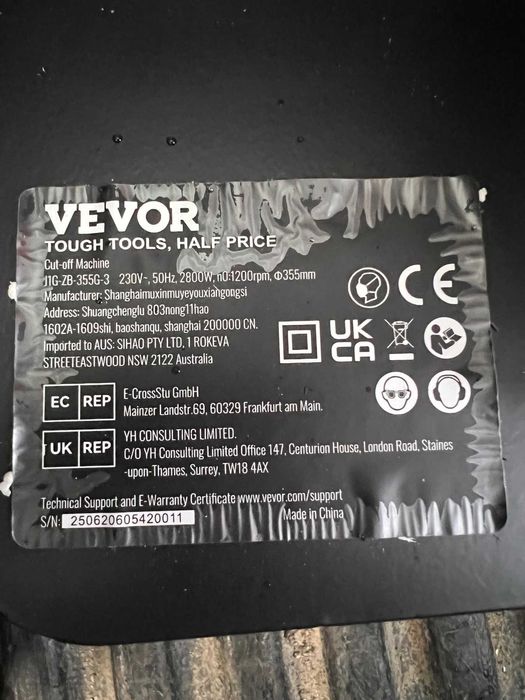 VEVOR
TOUGH TOOLS, HALF PRICE
Cut-off Machine
J1G-ZB-355G-3 230V~, 50Hz, 2800W, n0:1200rpm, Φ355mm
Manufacturer: Shanghaimuxinmuyeyouxiahgongsi
Address: Shuangchenglu 803nong11hao
1602A-1609shi, baoshanqu, shanghai 200000 CN.
Imported to AUS: SIHAO PTY LTD, 1 ROKEVA
STREETEASTWOOD NSW 2122 Australia
CE
UK
CA
EC REP
E-CrossStu GmbH
Mainzer Landstr.69, 60329 Frankfurt am Main.
UK REP
YH CONSULTING LIMITED.
C/O YH Consulting Limited Office 147, Centurion House, London Road, Staines
-upon-Thames, Surrey, TW18 4AX
Technical Support and E-Warranty Certificate www.vevor.com/support
S/N: 250620605420011 Made in China